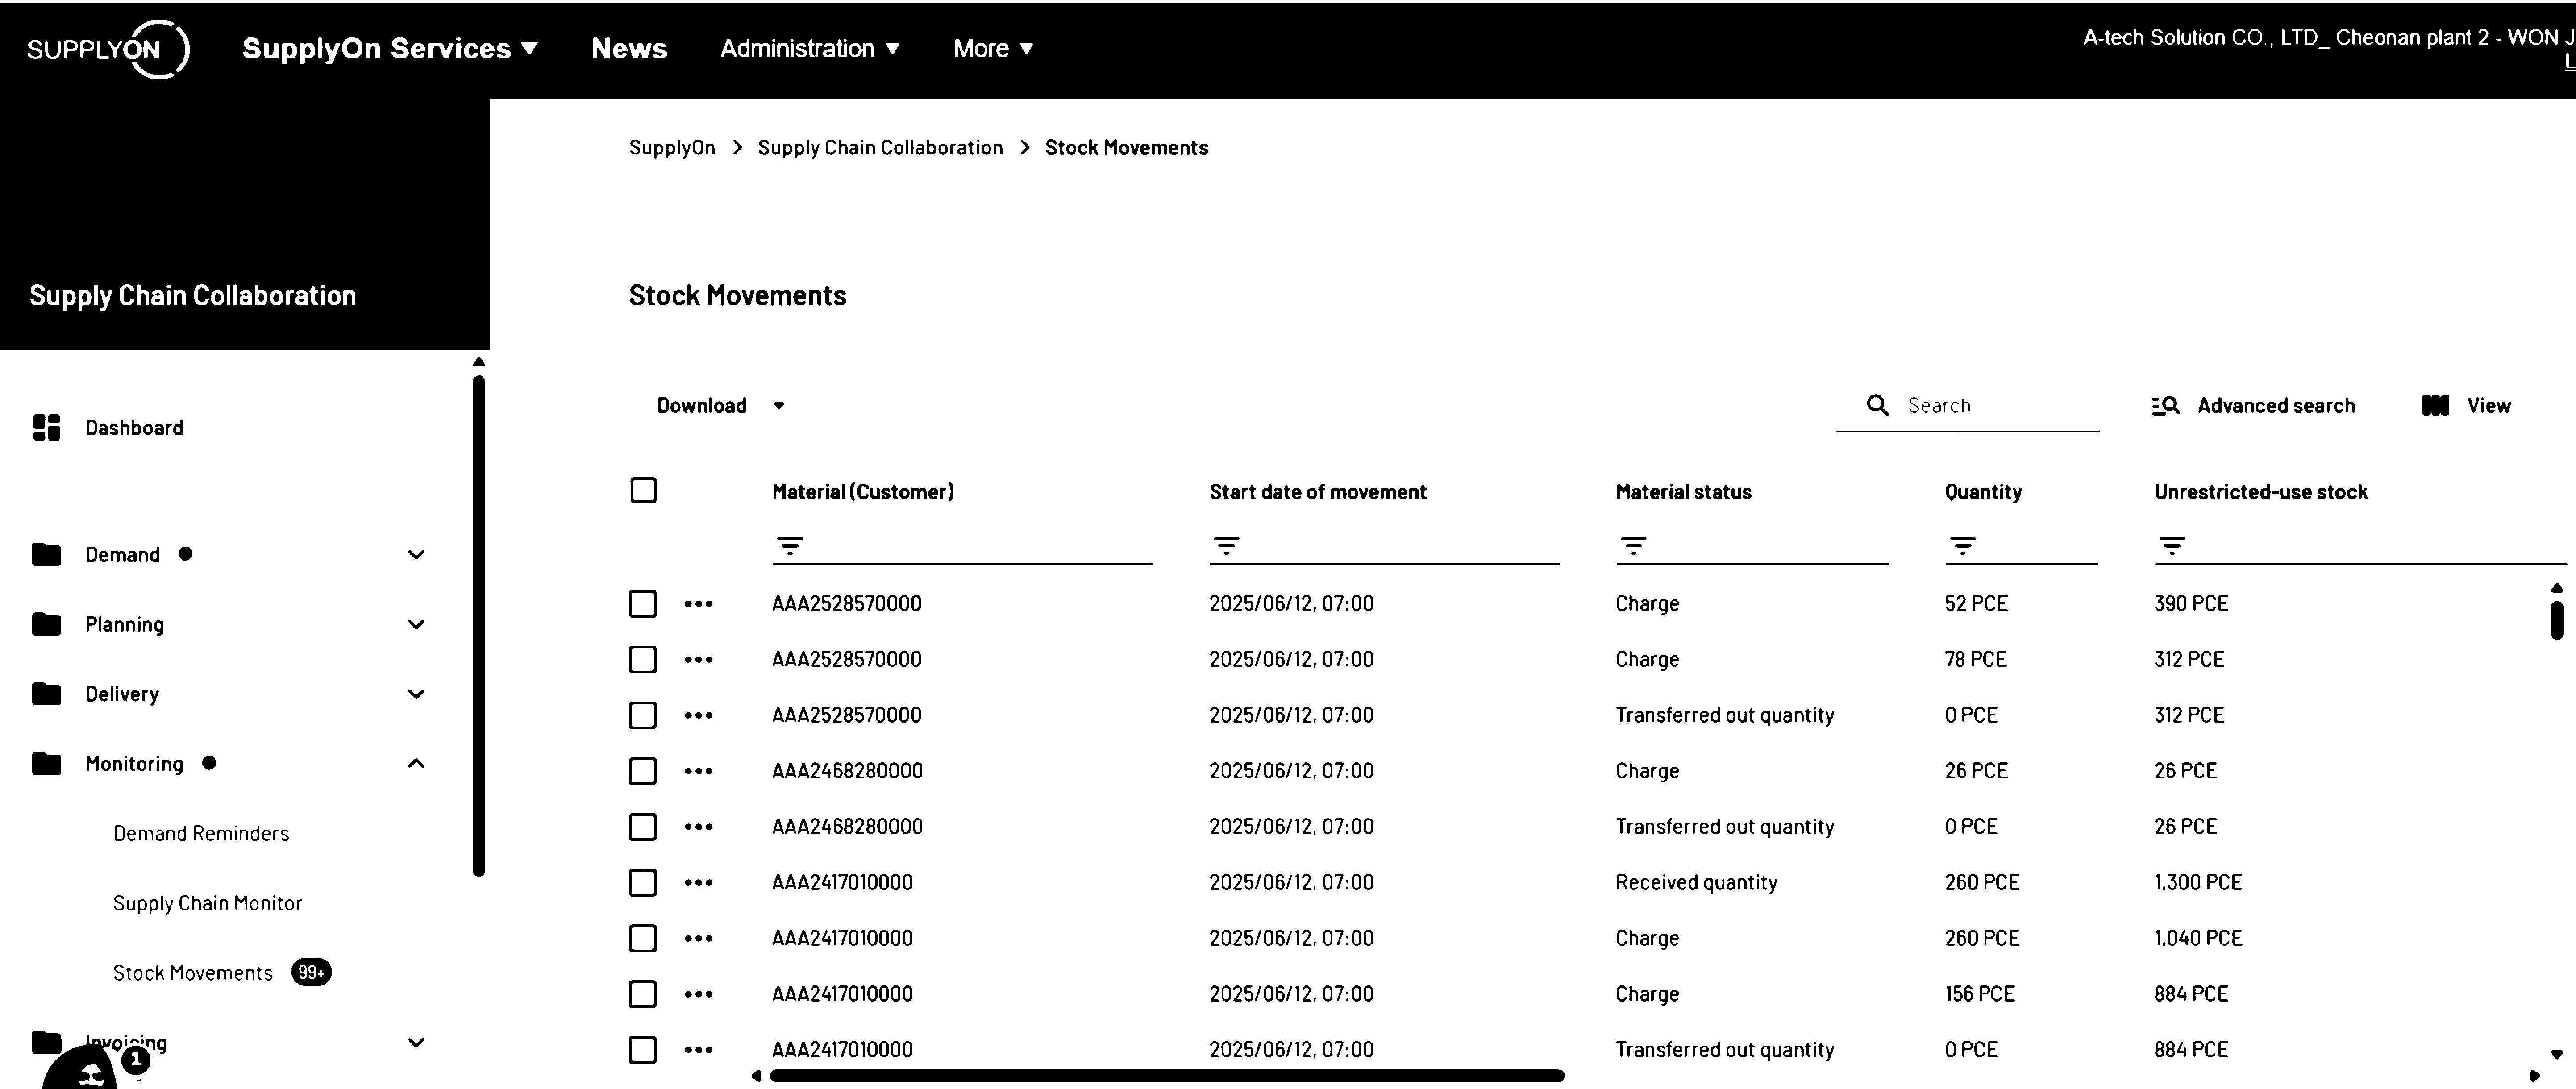 SUPPLYON SupplyOn Services ▼ News Administration ▼ More ▼ A-tech Solution CO., LTD_ Cheonan plant 2 - WON J
SupplyOn > Supply Chain Collaboration > Stock Movements
Supply Chain Collaboration
Dashboard
Demand
Planning
Delivery
Monitoring
Demand Reminders
Supply Chain Monitor
Stock Movements 99+
Invoicing
1
Stock Movements
Download Search Advanced search View
Material (Customer) Start date of movement Material status Quantity Unrestricted-use stock
AAA2528570000 2025/06/12, 07:00 Charge 52 PCE 390 PCE
AAA2528570000 2025/06/12, 07:00 Charge 78 PCE 312 PCE
AAA2528570000 2025/06/12, 07:00 Transferred out quantity 0 PCE 312 PCE
AAA2468280000 2025/06/12, 07:00 Charge 26 PCE 26 PCE
AAA2468280000 2025/06/12, 07:00 Transferred out quantity 0 PCE 26 PCE
AAA2417010000 2025/06/12, 07:00 Received quantity 260 PCE 1,300 PCE
AAA2417010000 2025/06/12, 07:00 Charge 260 PCE 1,040 PCE
AAA2417010000 2025/06/12, 07:00 Charge 156 PCE 884 PCE
AAA2417010000 2025/06/12, 07:00 Transferred out quantity 0 PCE 884 PCE